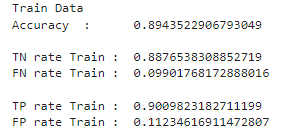 Train Data
Accuracy : 0.8943522906793049
TN rate Train : 0.8876538308852719
FN rate Train : 0.09901768172888016
TP rate Train : 0.9009823182711199
FP rate Train : 0.11234616911472807